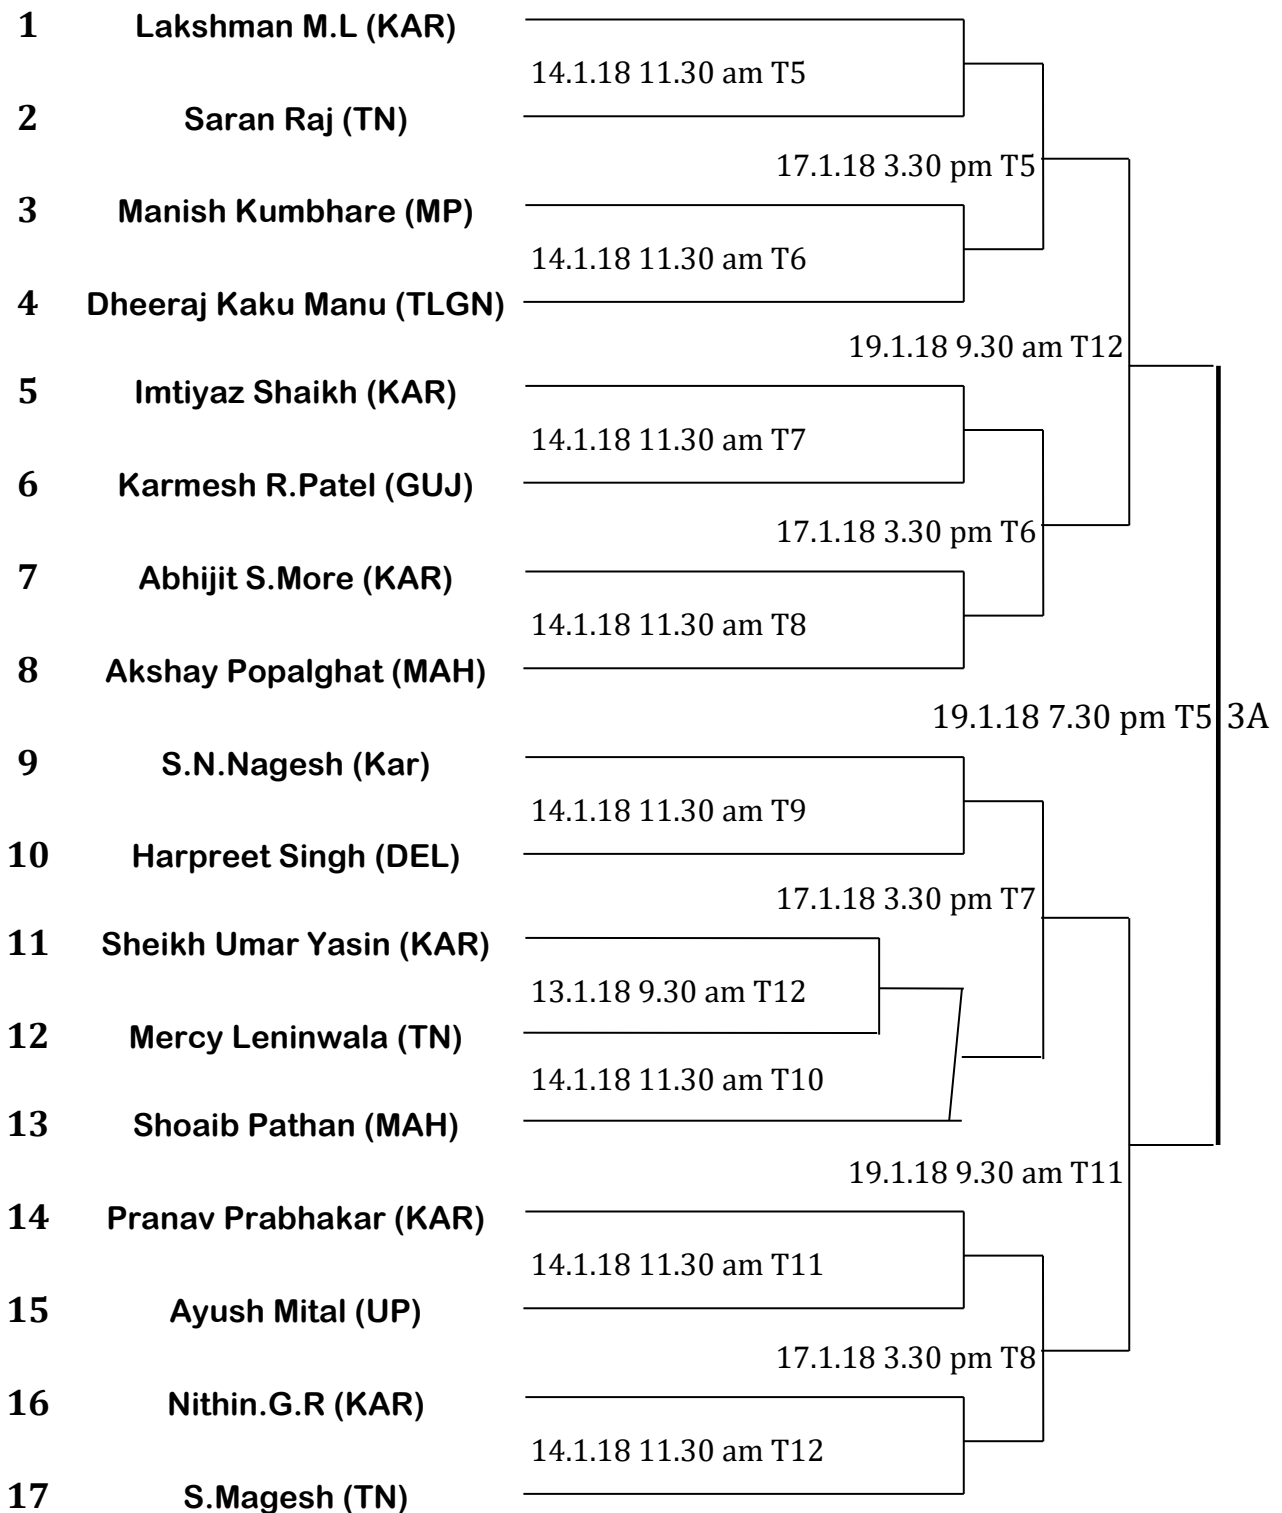 1 Lakshman M.L (KAR)
14.1.18 11.30 am T5
2 Saran Raj (TN)
17.1.18 3.30 pm T5
3 Manish Kumbhare (MP)
14.1.18 11.30 am T6
4 Dheeraj Kaku Manu (TLGN)
19.1.18 9.30 am T12
5 Imtiyaz Shaikh (KAR)
14.1.18 11.30 am T7
6 Karmesh R.Patel (GUJ)
17.1.18 3.30 pm T6
7 Abhijit S.More (KAR)
14.1.18 11.30 am T8
8 Akshay Popalghat (MAH)
19.1.18 7.30 pm T5 3A
9 S.N.Nagesh (Kar)
14.1.18 11.30 am T9
10 Harpreet Singh (DEL)
17.1.18 3.30 pm T7
11 Sheikh Umar Yasin (KAR)
13.1.18 9.30 am T12
12 Mercy Leninwala (TN)
14.1.18 11.30 am T10
13 Shoaib Pathan (MAH)
19.1.18 9.30 am T11
14 Pranav Prabhakar (KAR)
14.1.18 11.30 am T11
15 Ayush Mital (UP)
17.1.18 3.30 pm T8
16 Nithin.G.R (KAR)
14.1.18 11.30 am T12
17 S.Magesh (TN)